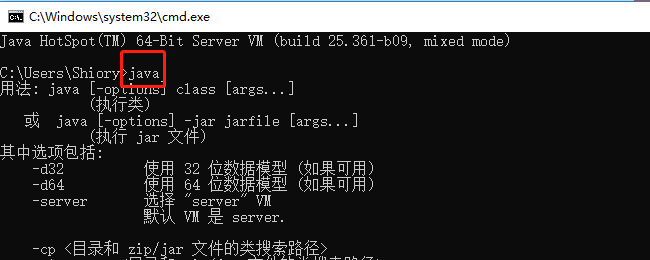 C:\Windows\system32\cmd.exe
Java HotSpot(TM) 64-Bit Server VM (build 25.361-b09, mixed mode)
C:\Users\Shiory>java
用法: java [-options] class [args...]
(执行类)
或 java [-options] -jar jarfile [args...]
(执行 jar 文件)
其中选项包括:
-d32 使用 32 位数据模型 (如果可用)
-d64 使用 64 位数据模型 (如果可用)
-server 选择 "server" VM
默认 VM 是 server.
-cp <目录和 zip/jar 文件的类搜索路径>